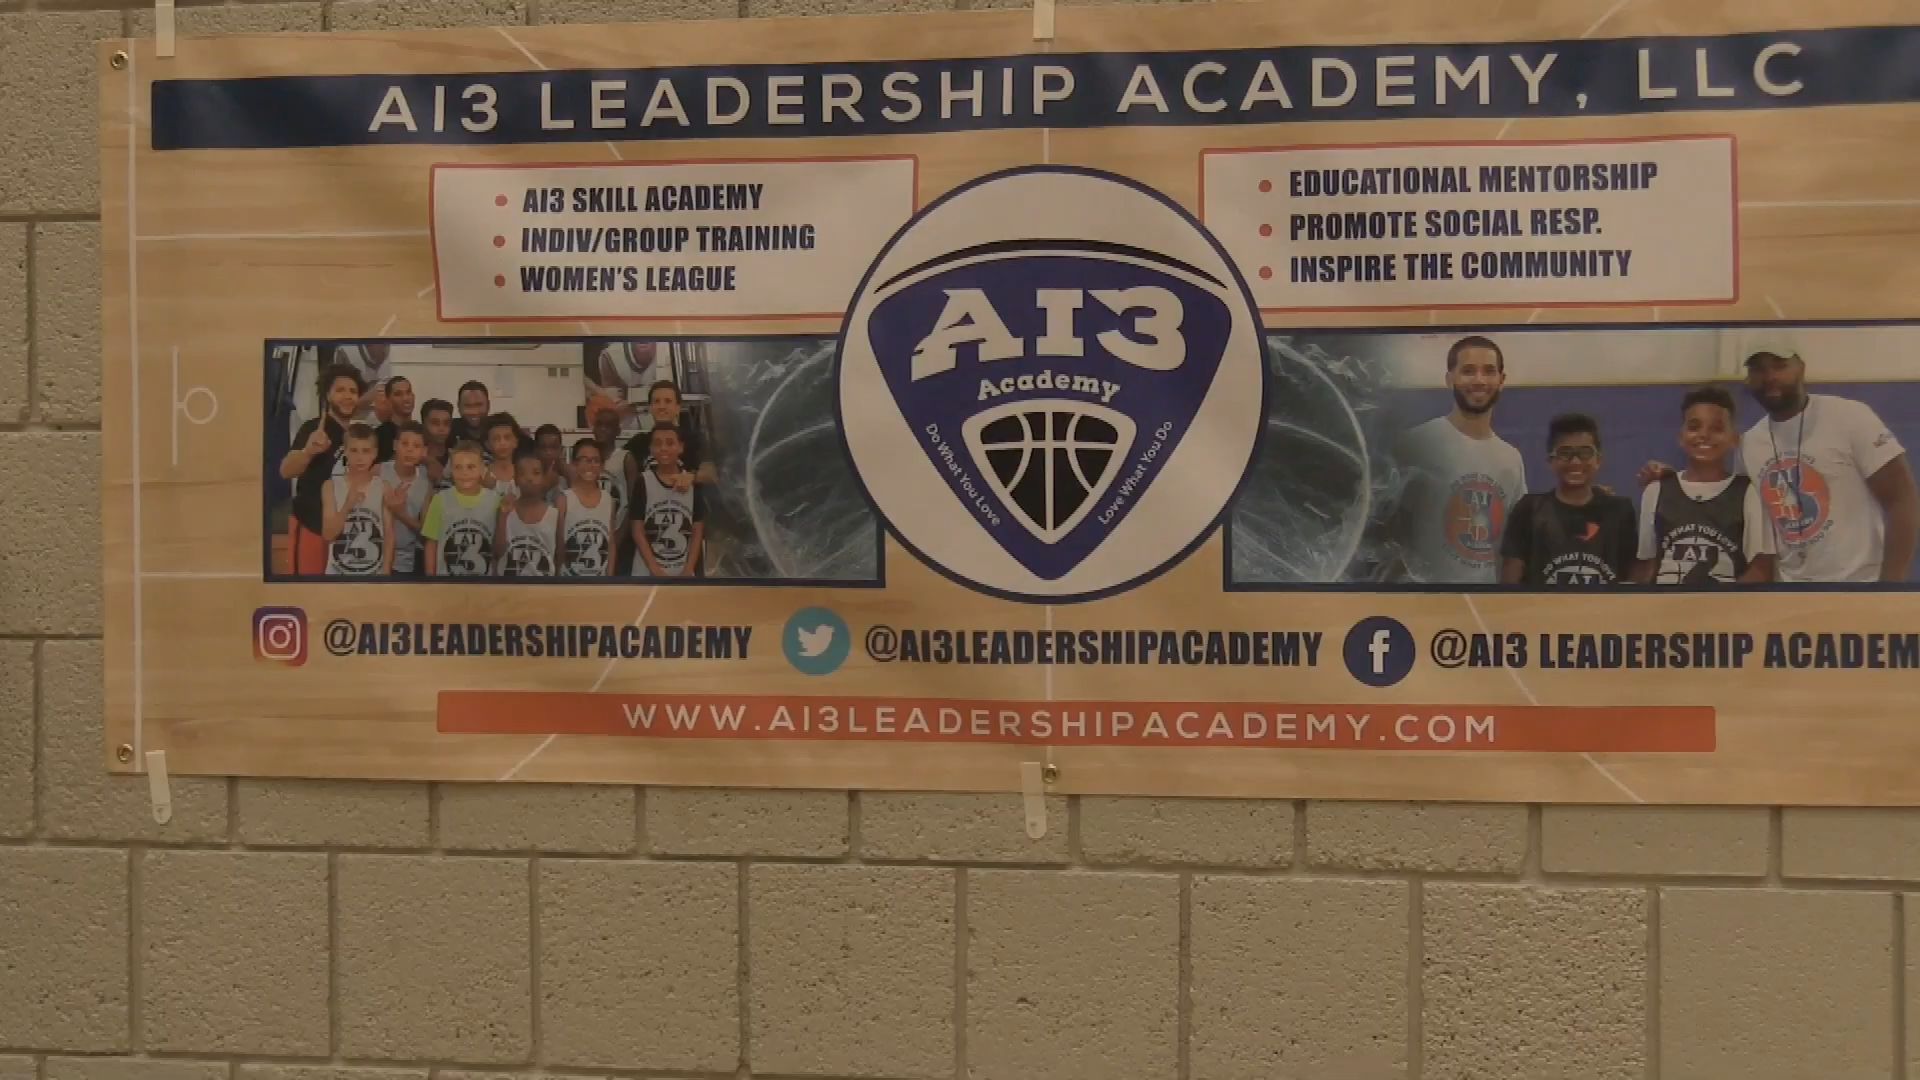 AI3 LEADERSHIP ACADEMY, LLC
• AI3 SKILL ACADEMY
• INDIV/GROUP TRAINING
• WOMEN'S LEAGUE
• EDUCATIONAL MENTORSHIP
• PROMOTE SOCIAL RESP.
• INSPIRE THE COMMUNITY
AI3
Academy
Do What You Love
Love What You Do
@AI3LEADERSHIPACADEMY
@AI3LEADERSHIPACADEMY
@AI3 LEADERSHIP ACADEM
WWW.AI3LEADERSHIPACADEMY.COM